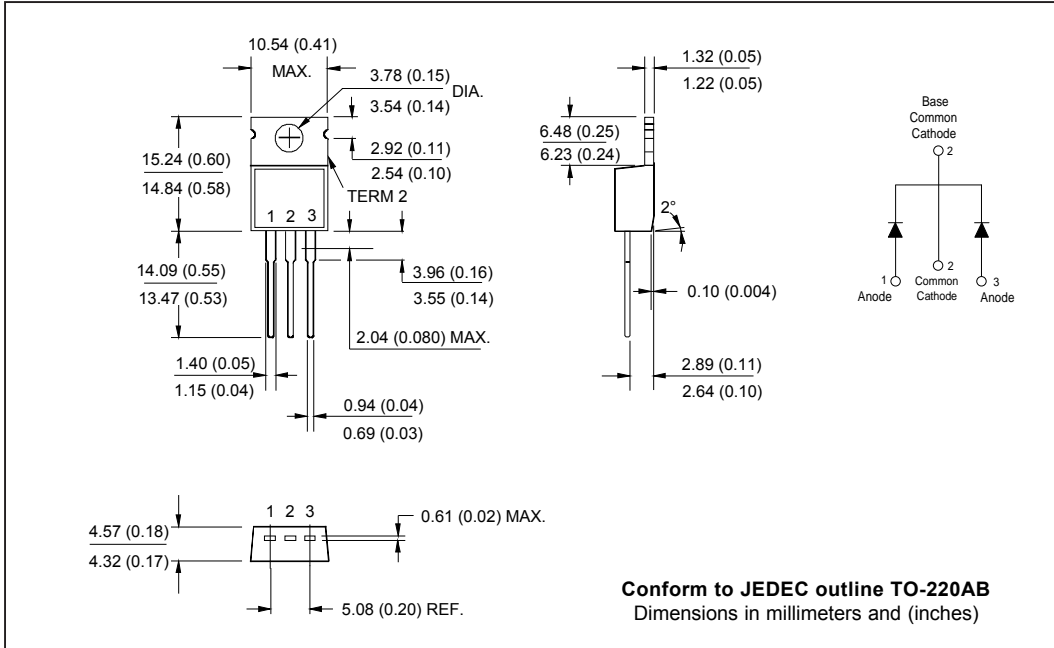 10.54 (0.41)
MAX.
3.78 (0.15)
3.54 (0.14)
DIA.
2.92 (0.11)
2.54 (0.10)
TERM 2
15.24 (0.60)
14.84 (0.58)
1 2 3
14.09 (0.55)
13.47 (0.53)
3.96 (0.16)
3.55 (0.14)
2.04 (0.080) MAX.
1.40 (0.05)
1.15 (0.04)
0.94 (0.04)
0.69 (0.03)
1.32 (0.05)
1.22 (0.05)
6.48 (0.25)
6.23 (0.24)
2°
0.10 (0.004)
2.89 (0.11)
2.64 (0.10)
Base
Common
Cathode
2
1
Anode
2
Common
Cathode
3
Anode
1 2 3
4.57 (0.18)
4.32 (0.17)
0.61 (0.02) MAX.
5.08 (0.20) REF.
Conform to JEDEC outline TO-220AB
Dimensions in millimeters and (inches)